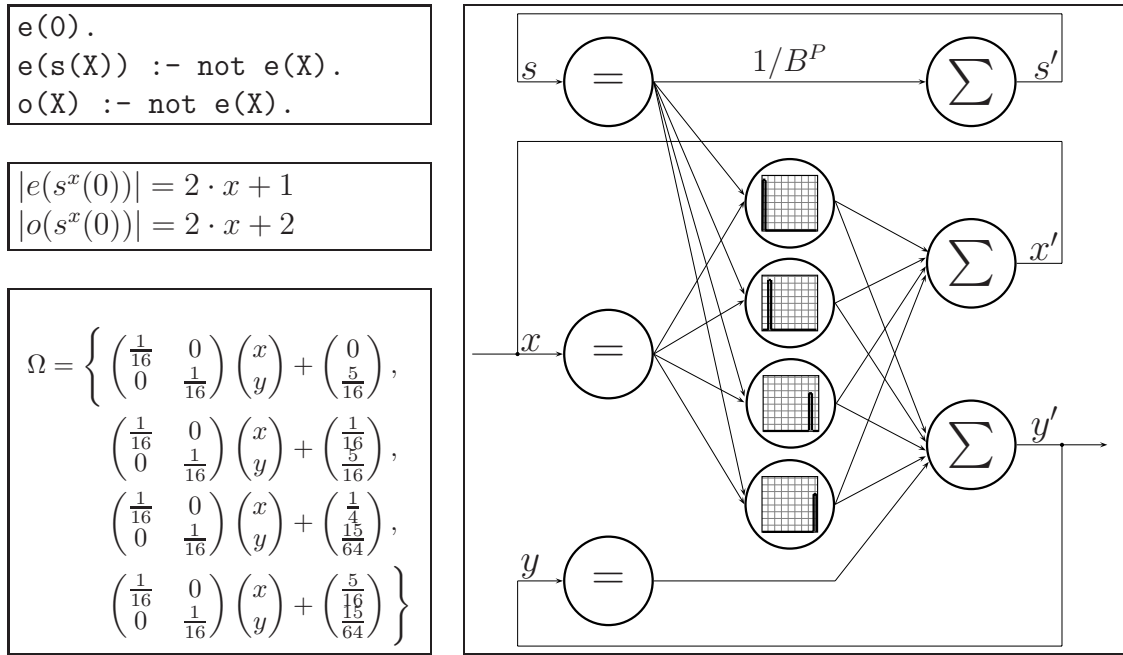 e(0).
e(s(X)) :- not e(X).
o(X) :- not e(X).
|e(s^x(0))| = 2 · x + 1
|o(s^x(0))| = 2 · x + 2
Ω = { ( 1/16 0 ; 0 1/16 ) ( x ; y ) + ( 0 ; 5/16 ) ,
( 1/16 0 ; 0 1/16 ) ( x ; y ) + ( 1/16 ; 5/16 ) ,
( 1/16 0 ; 0 1/16 ) ( x ; y ) + ( 1/4 ; 15/64 ) ,
( 1/16 0 ; 0 1/16 ) ( x ; y ) + ( 5/16 ; 15/64 ) }
s = 1/B^P Σ s′
x = Σ x′
Σ y′
y =